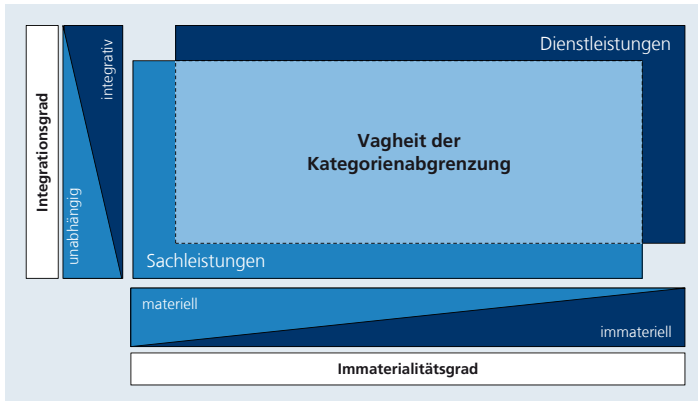 Integrationsgrad
unabhängig
integrativ
Dienstleistungen
Vagheit der
Kategorienabgrenzung
Sachleistungen
materiell
immateriell
Immaterialitätsgrad